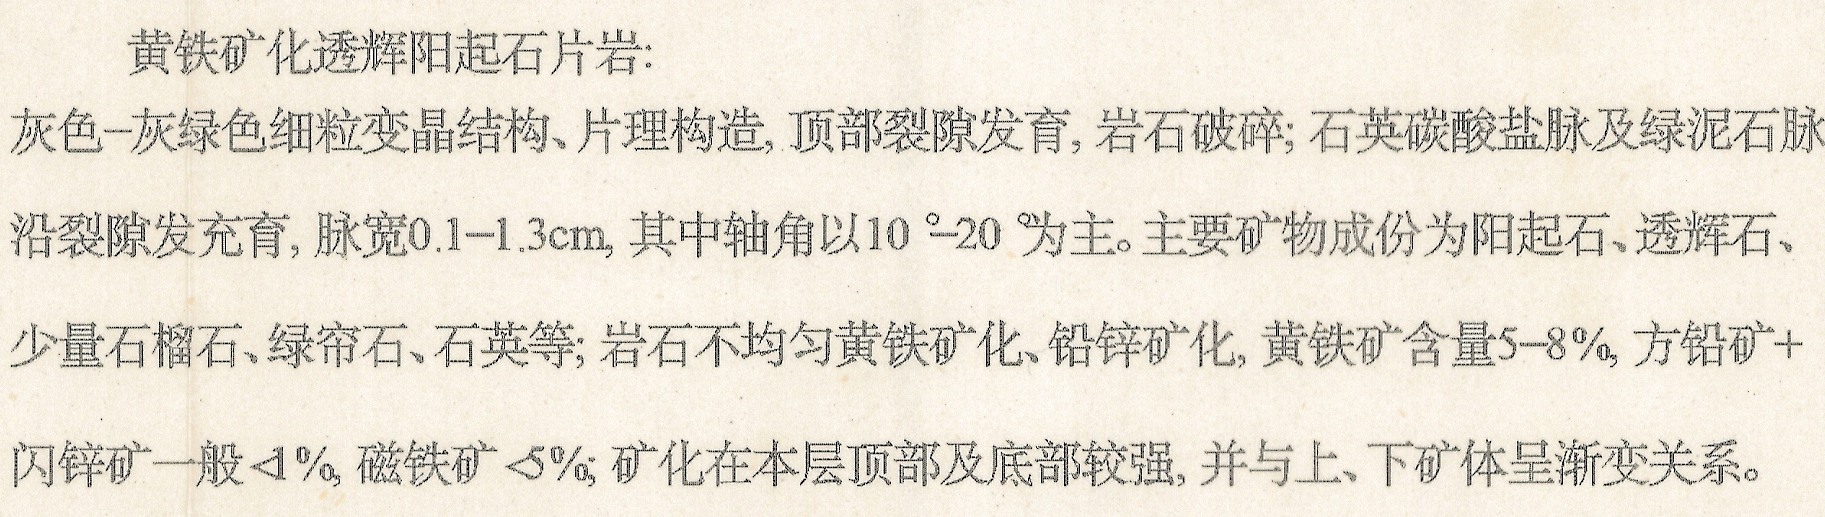 黄铁矿化透辉阳起石片岩:
灰色-灰绿色细粒变晶结构、片理构造, 顶部裂隙发育, 岩石破碎; 石英碳酸盐脉及绿泥石脉
沿裂隙发充育, 脉宽0.1-1.3cm, 其中轴角以10°-20°为主。主要矿物成份为阳起石、透辉石、
少量石榴石、绿帘石、石英等; 岩石不均匀黄铁矿化、铅锌矿化, 黄铁矿含量5-8%, 方铅矿+
闪锌矿一般<1%, 磁铁矿<5%; 矿化在本层顶部及底部较强, 并与上、下矿体呈渐变关系。